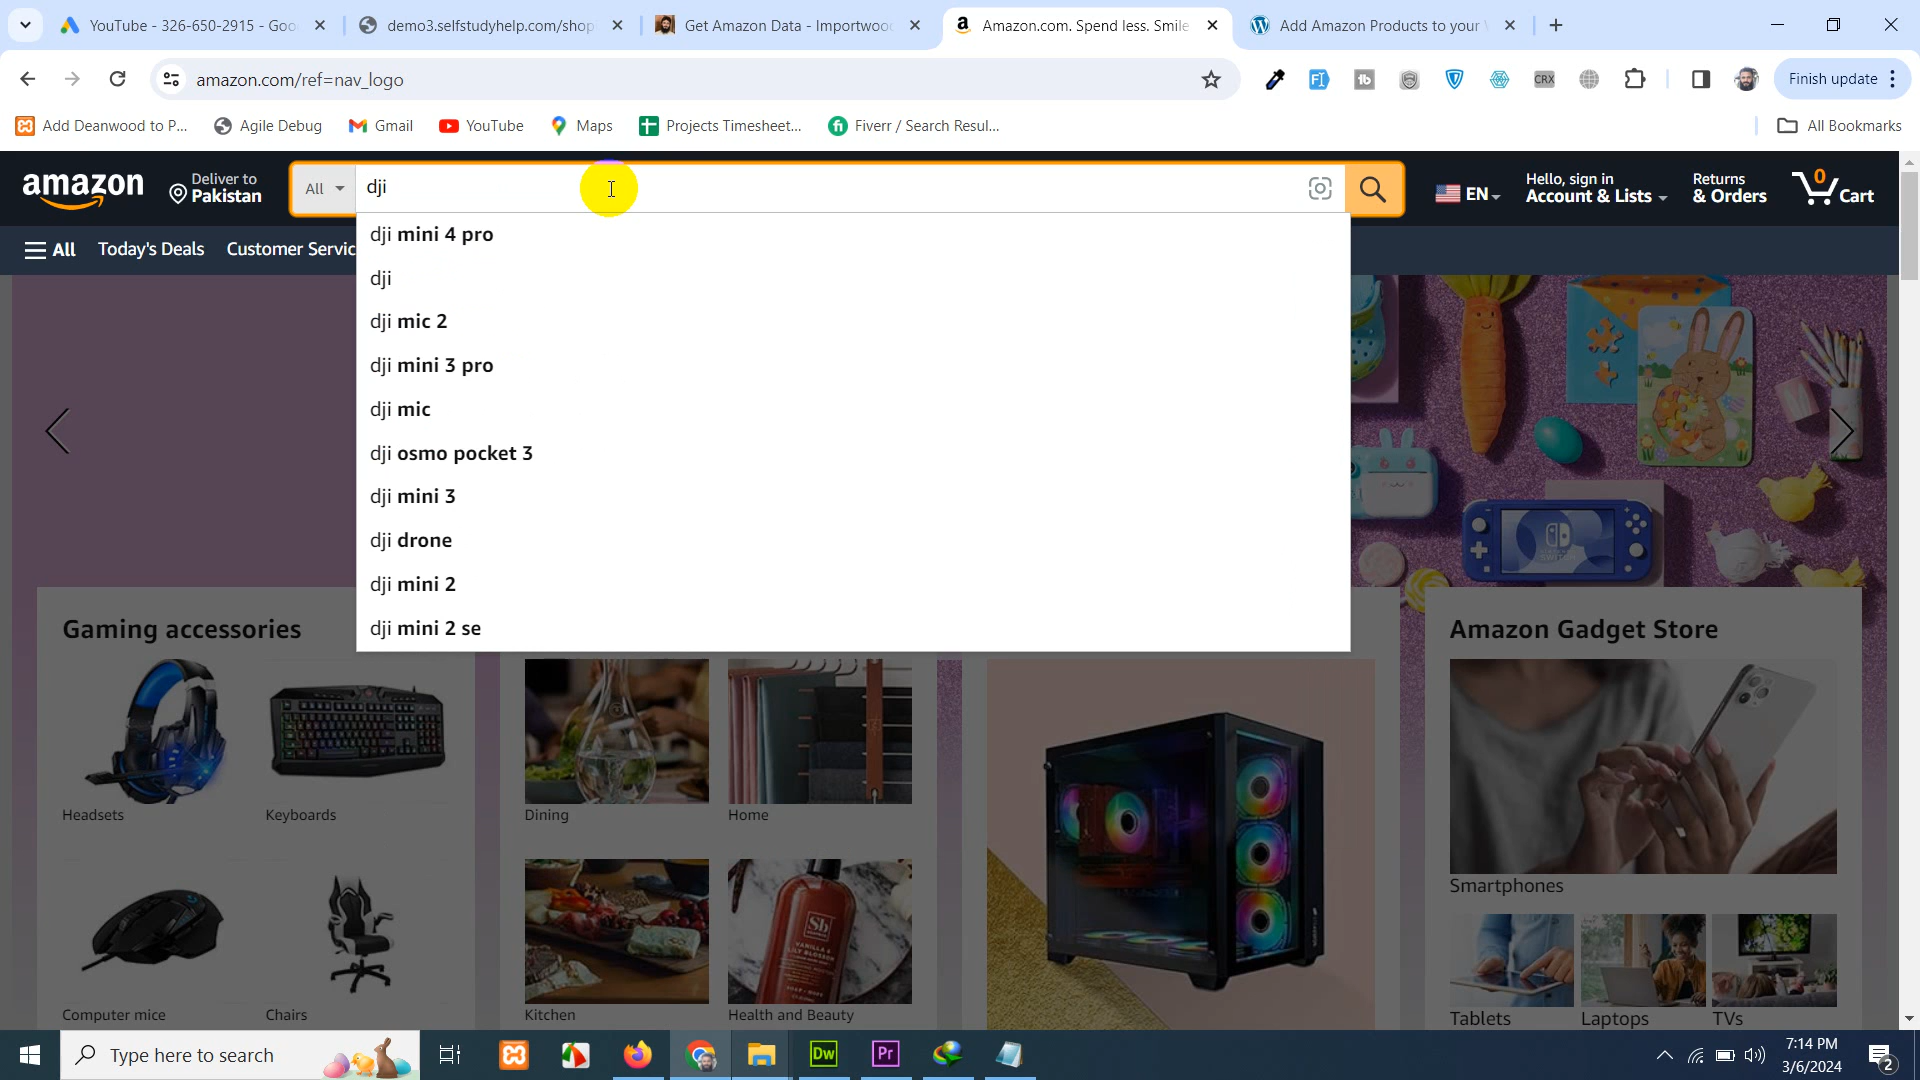 YouTube - 326-650-2915 - Goo
demo3.selfstudyhelp.com/shop
Get Amazon Data - Importwoo
Amazon.com. Spend less. Smile
Add Amazon Products to your
amazon.com/ref=nav_logo
CRX
Finish update
Add Deanwood to P...
Agile Debug
Gmail
YouTube
Maps
Projects Timesheet...
Fiverr / Search Resul...
All Bookmarks
amazon
Deliver to
Pakistan
All
dji
EN
Hello, sign in
Account & Lists
Returns
& Orders
0
Cart
All
Today's Deals
Customer Servic
dji mini 4 pro
dji
dji mic 2
dji mini 3 pro
dji mic
dji osmo pocket 3
dji mini 3
dji drone
dji mini 2
dji mini 2 se
Gaming accessories
Headsets
Keyboards
Computer mice
Chairs
Dining
Home
Kitchen
Health and Beauty
Amazon Gadget Store
Smartphones
Tablets
Laptops
TVs
Type here to search
Dw
Pr
7:14 PM
3/6/2024
2